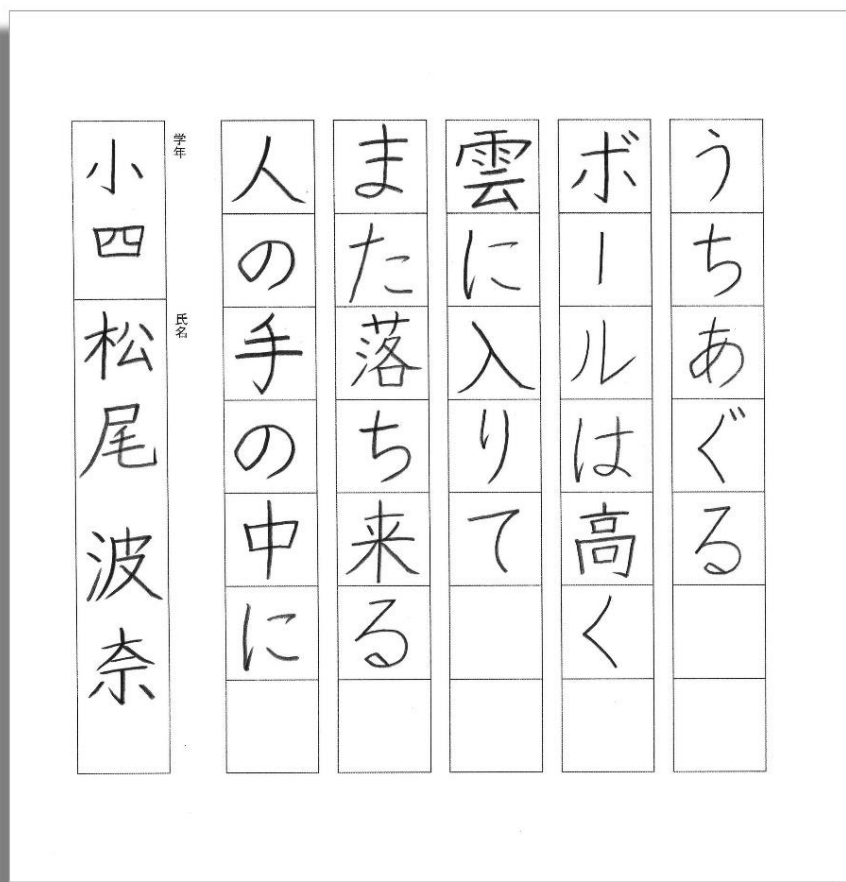 うちあぐる
ボールは高く
雲に入りて
また落ち来る
人の手の中に
学年
小四
氏名
松尾 波奈